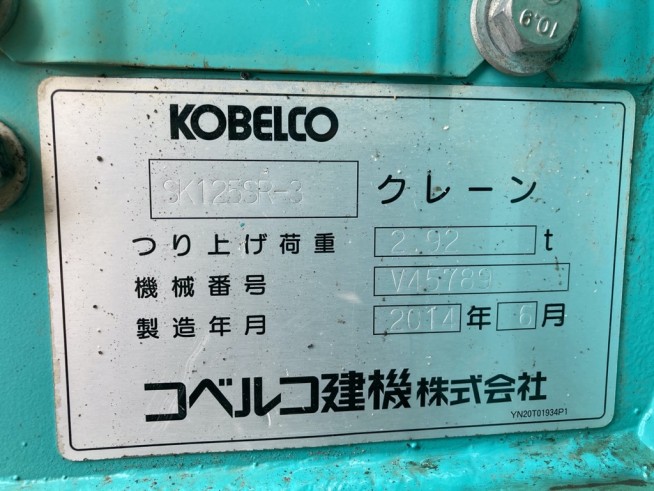 10.9
KOBELCO
SK125SR-3 クレーン
つり上げ荷重 2.92 t
機械番号 V45789
製造年月 2014 年 6 月
コベルコ建機株式会社
YN20T01934P1